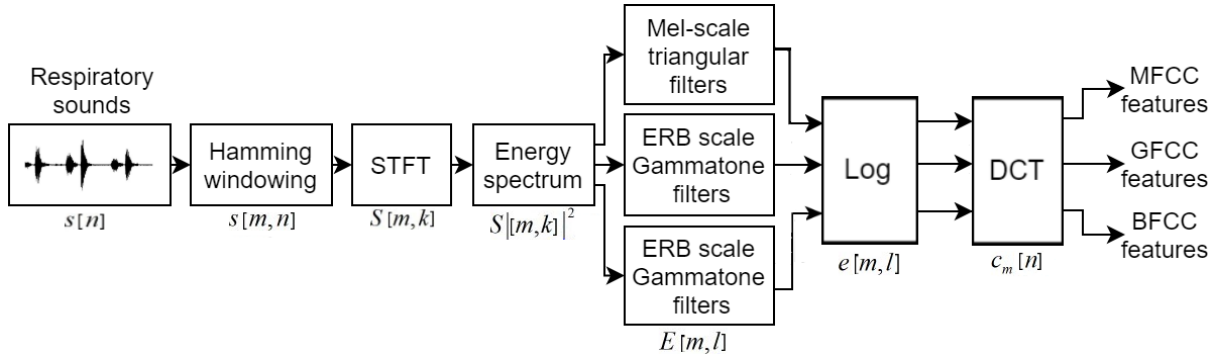 Respiratory
sounds
s[n]
Hamming
windowing
s[m,n]
STFT
S[m,k]
Energy
spectrum
S|[m,k]|²
Mel-scale
triangular
filters
ERB scale
Gammatone
filters
ERB scale
Gammatone
filters
E[m,l]
Log
e[m,l]
DCT
cₘ[n]
MFCC
features
GFCC
features
BFCC
features